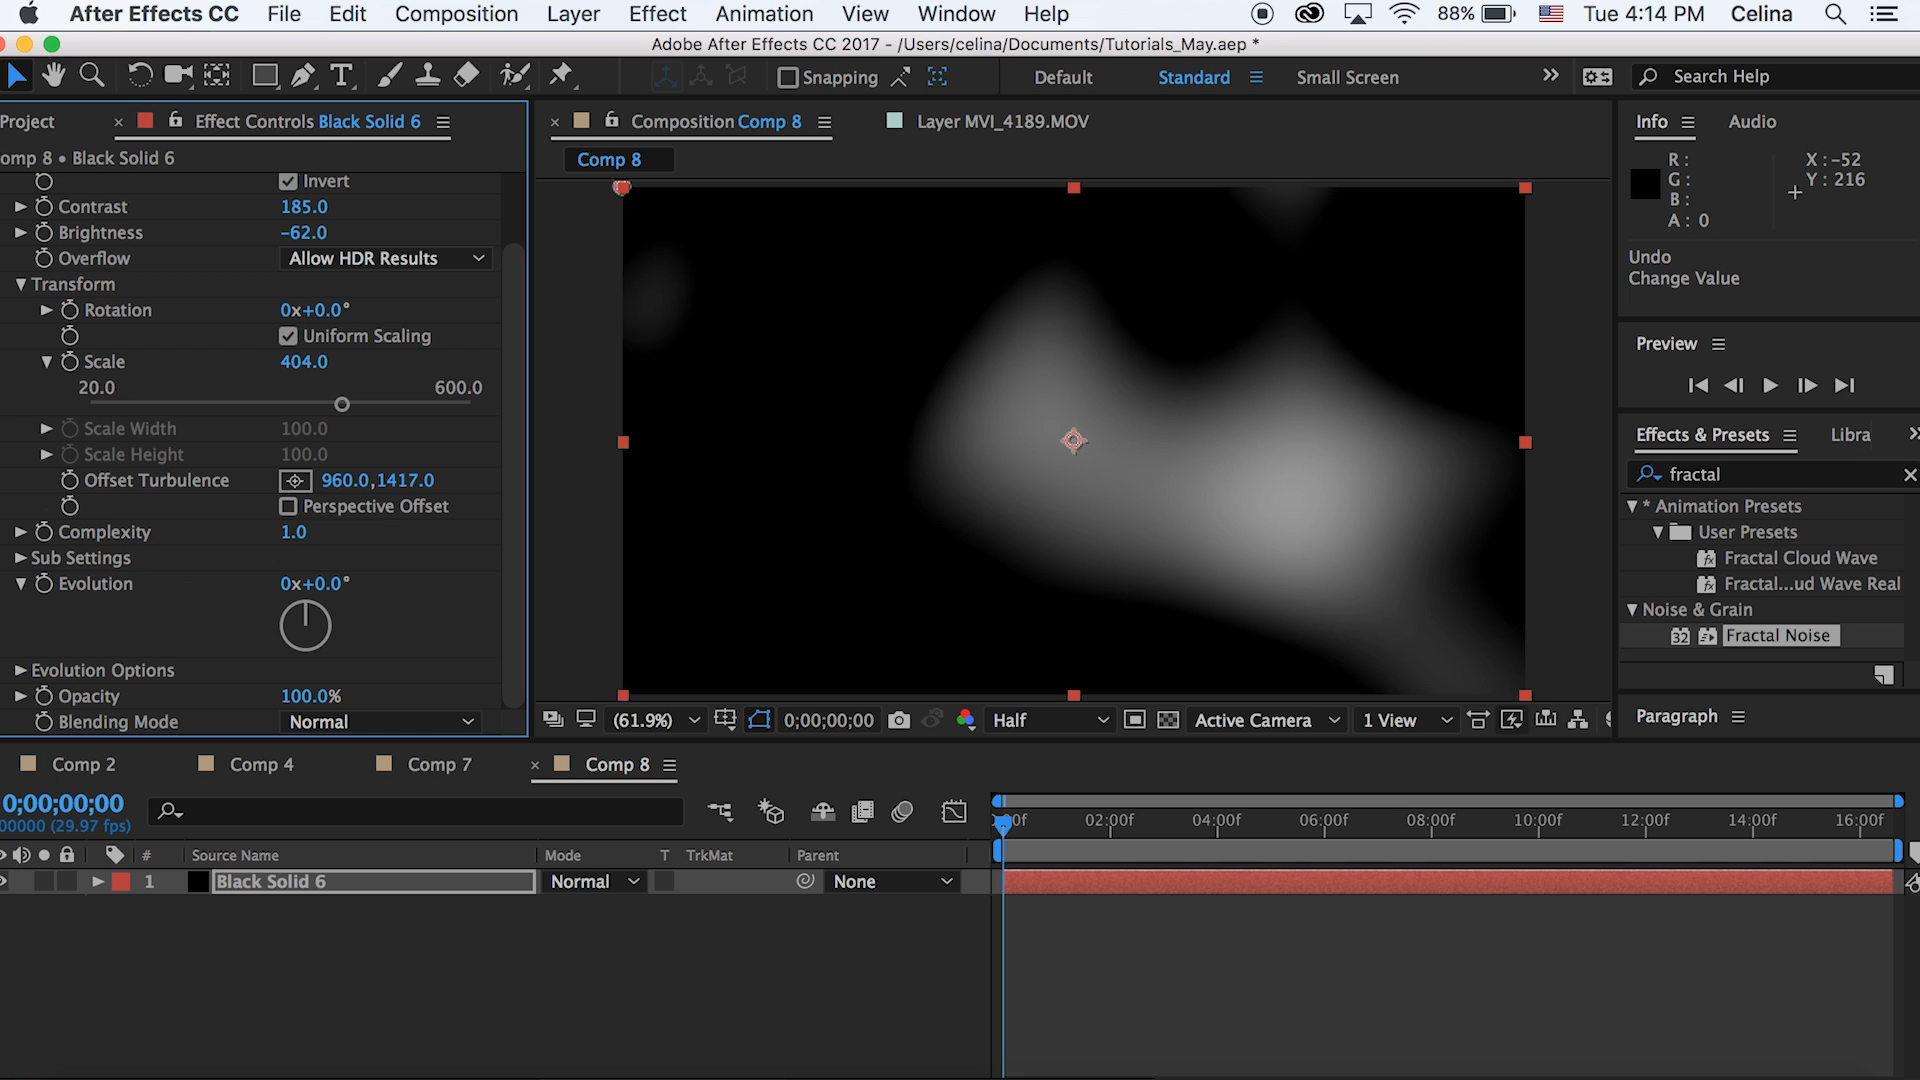 After Effects CC File Edit Composition Layer Effect Animation View Window Help 88% Tue 4:14 PM Celina
Adobe After Effects CC 2017 - /Users/celina/Documents/Tutorials_May.aep *
Snapping Default Standard Small Screen Search Help
Project Effect Controls Black Solid 6 Composition Comp 8 Layer MVI_4189.MOV Info Audio
omp 8 • Black Solid 6
Comp 8
R: X: -52
G: Y: 216
B:
A: 0
Undo
Change Value
Invert
Contrast 185.0
Brightness -62.0
Overflow Allow HDR Results
Transform
Rotation 0x+0.0°
Uniform Scaling
Scale 404.0
20.0 600.0
Scale Width 100.0
Scale Height 100.0
Offset Turbulence 960.0,1417.0
Perspective Offset
Complexity 1.0
Sub Settings
Evolution 0x+0.0°
Evolution Options
Opacity 100.0%
Blending Mode Normal
Preview
Effects & Presets Libra
fractal
* Animation Presets
User Presets
Fractal Cloud Wave
Fractal...ud Wave Real
Noise & Grain
32 Fractal Noise
Paragraph
(61.9%) 0;00;00;00 Half Active Camera 1 View
Comp 2 Comp 4 Comp 7 Comp 8
0;00;00;00
00000 (29.97 fps)
:00f 02:00f 04:00f 06:00f 08:00f 10:00f 12:00f 14:00f 16:00f
# Source Name Mode T TrkMat Parent
1 Black Solid 6 Normal None